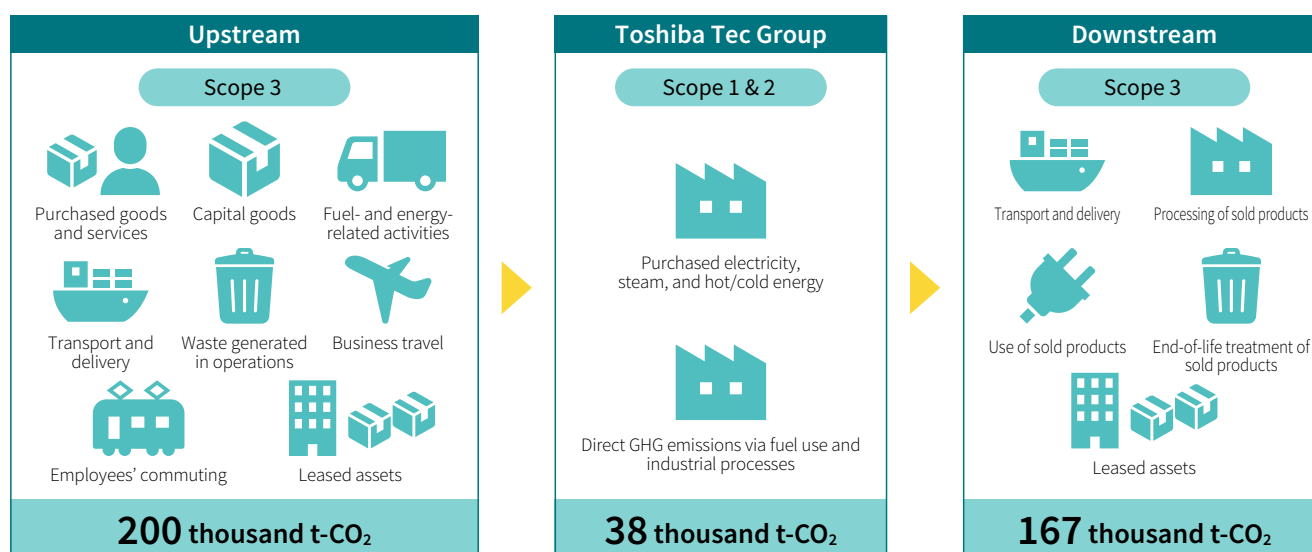 Upstream
Scope 3
Purchased goods
and services
Capital goods
Fuel- and energy-
related activities
Transport and
delivery
Waste generated
in operations
Business travel
Employees’ commuting
Leased assets
200 thousand t-CO₂
Toshiba Tec Group
Scope 1 & 2
Purchased electricity,
steam, and hot/cold energy
Direct GHG emissions via fuel use and
industrial processes
38 thousand t-CO₂
Downstream
Scope 3
Transport and delivery
Processing of sold products
Use of sold products
End-of-life treatment of
sold products
Leased assets
167 thousand t-CO₂